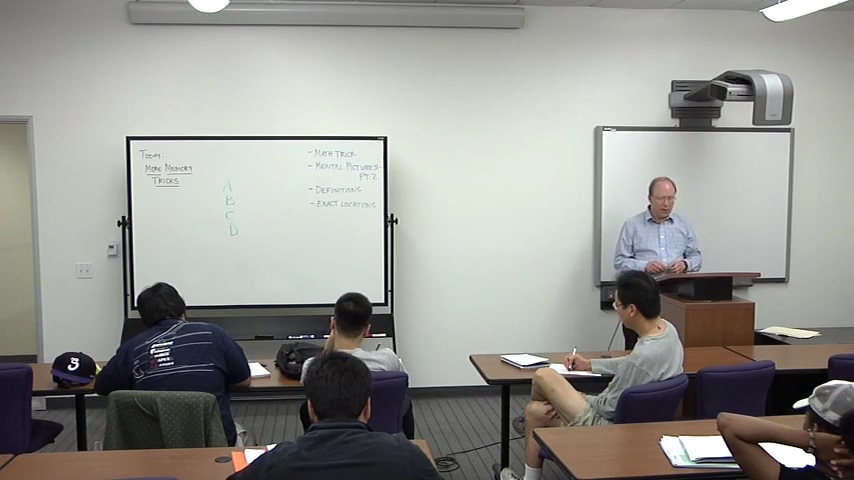 TODAY:
MORE MEMORY
TRICKS
A
B
C
D
- MATH TRICK
- MENTAL PICTURES
PT. 2
- DEFINITIONS
- EXACT LOCATIONS
3